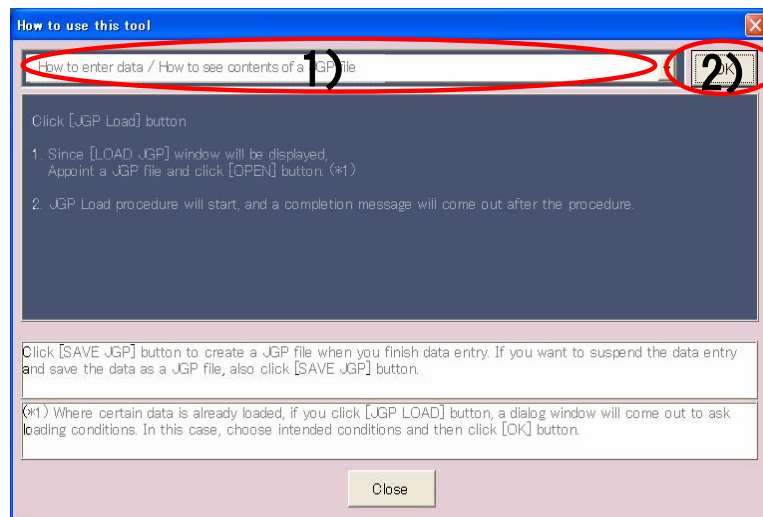 How to use this tool
How to enter data / How to see contents of a JGP file
1)
OK
2)
Click [JGP Load] button
1. Since [LOAD JGP] window will be displayed,
Appoint a JGP file and click [OPEN] button. (*1)
2. JGP Load procedure will start, and a completion message will come out after the procedure.
Click [SAVE JGP] button to create a JGP file when you finish data entry. If you want to suspend the data entry
and save the data as a JGP file, also click [SAVE JGP] button.
(*1) Where certain data is already loaded, if you click [JGP LOAD] button, a dialog window will come out to ask
loading conditions. In this case, choose intended conditions and then click [OK] button.
Close